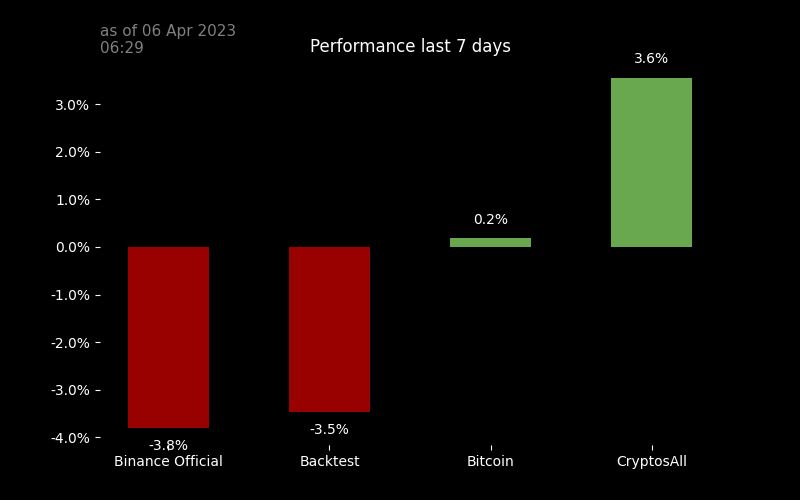 as of 06 Apr 2023
06:29
Performance last 7 days
3.6%
3.0%
2.0%
1.0%
0.2%
0.0%
-1.0%
-2.0%
-3.0%
-4.0%
-3.8%
-3.5%
Binance Official
Backtest
Bitcoin
CryptosAll